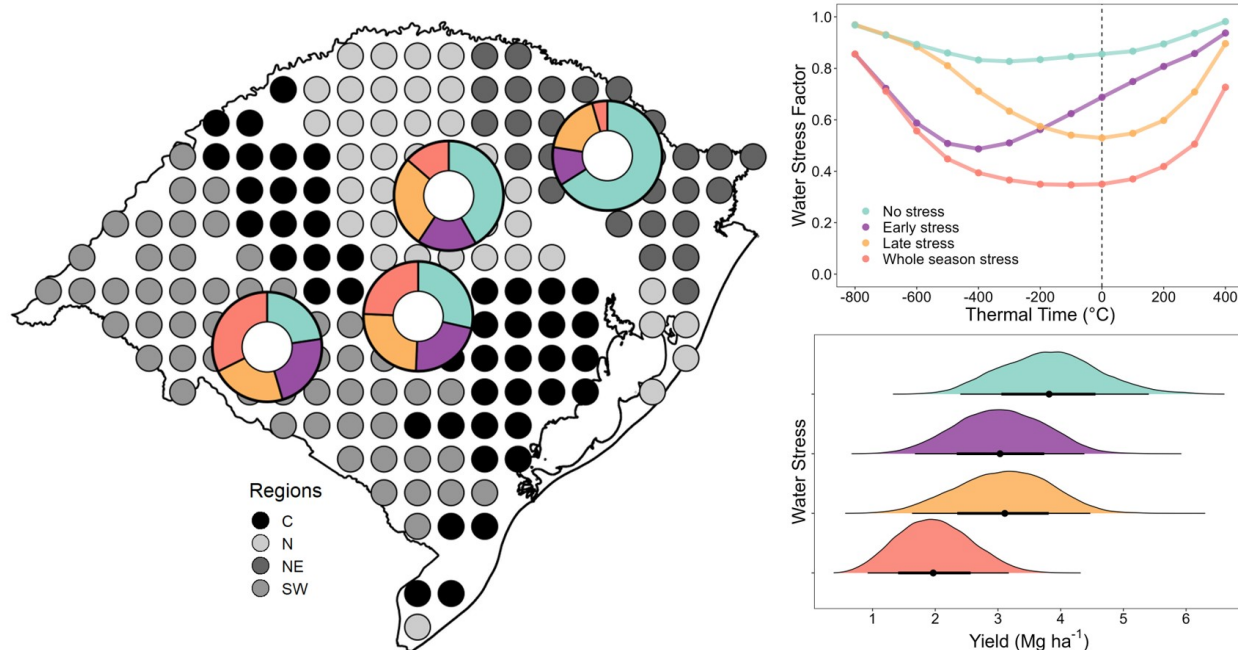 Regions
C
N
NE
SW
Water Stress Factor
1.0
0.8
0.6
0.4
0.2
0.0
No stress
Early stress
Late stress
Whole season stress
-800 -600 -400 -200 0 200 400
Thermal Time (°C)
Water Stress
1 2 3 4 5 6
Yield (Mg ha⁻¹)